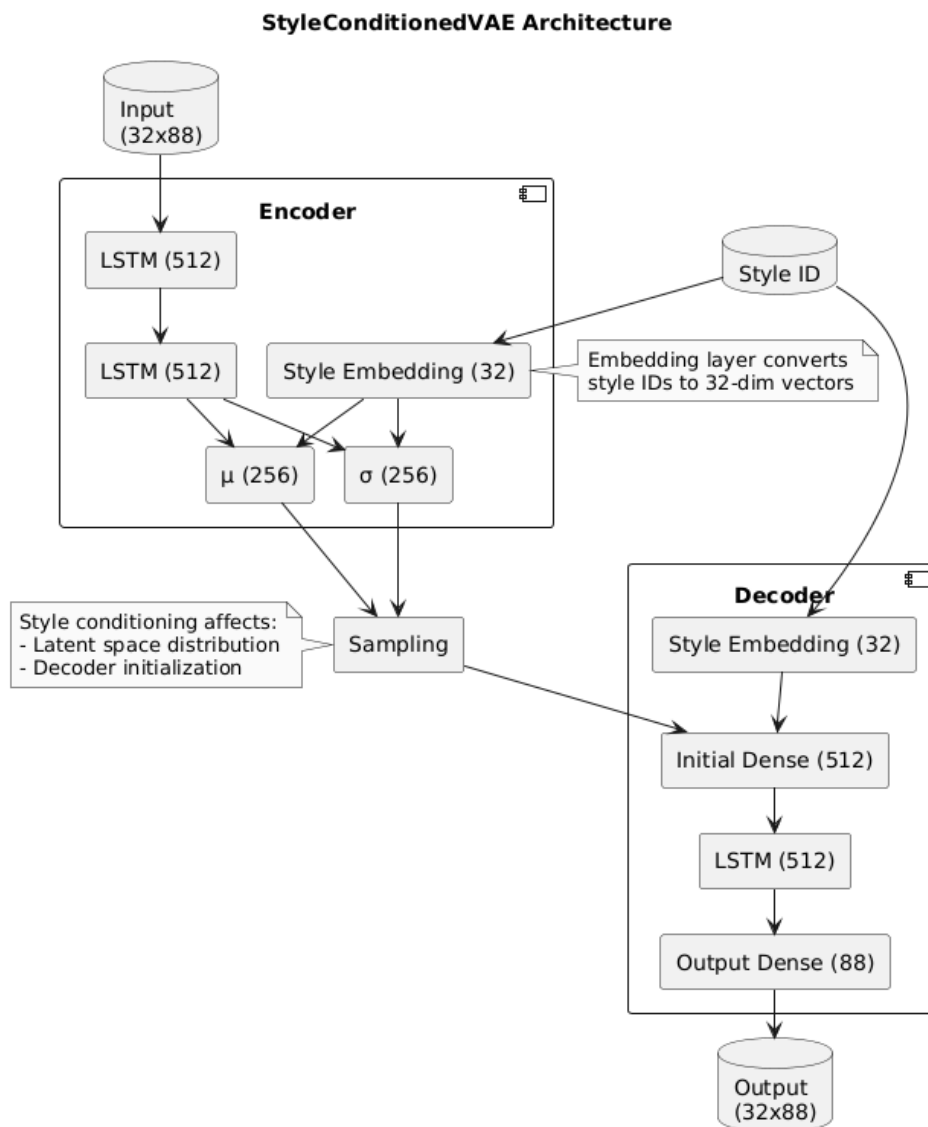 StyleConditionedVAE Architecture
Input
(32x88)
Encoder
LSTM (512)
Style ID
LSTM (512)
Style Embedding (32)
Embedding layer converts
style IDs to 32-dim vectors
μ (256)
σ (256)
Decoder
Style conditioning affects:
- Latent space distribution
- Decoder initialization
Sampling
Style Embedding (32)
Initial Dense (512)
LSTM (512)
Output Dense (88)
Output
(32x88)